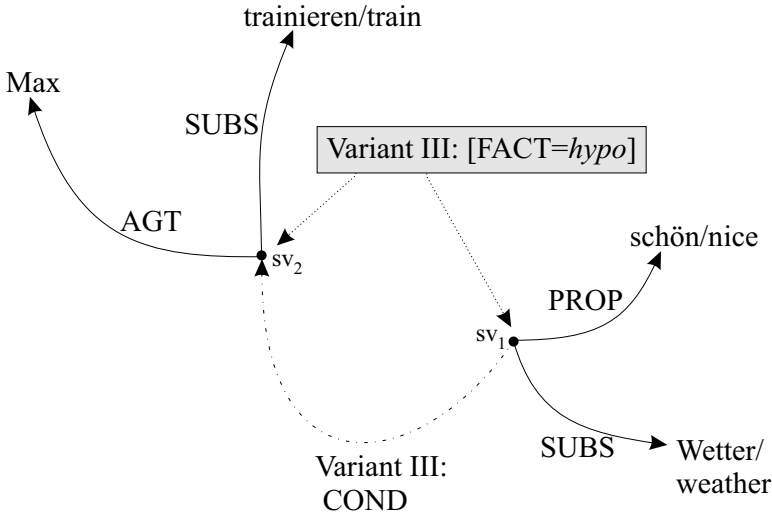 trainieren/train
Max
SUBS
Variant III: [FACT=hypo]
AGT
schön/nice
sv₂
PROP
sv₁
SUBS
Wetter/
weather
Variant III:
COND